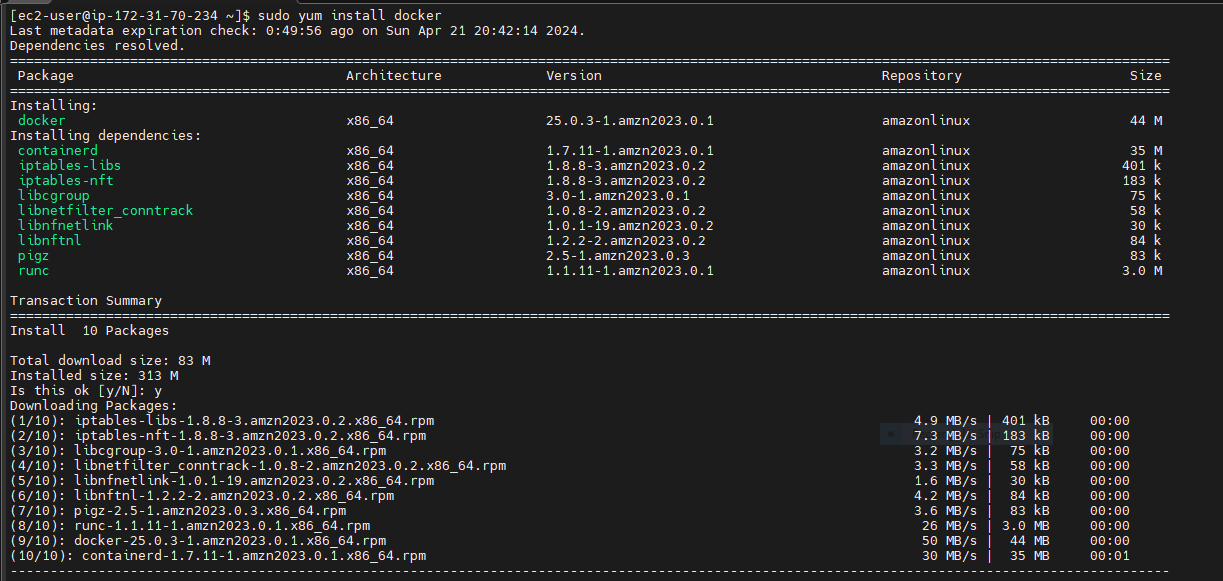 [ec2-user@ip-172-31-70-234 ~]$ sudo yum install docker
Last metadata expiration check: 0:49:56 ago on Sun Apr 21 20:42:14 2024.
Dependencies resolved.
================================================================================
Package Architecture Version Repository Size
================================================================================
Installing:
docker x86_64 25.0.3-1.amzn2023.0.1 amazonlinux 44 M
Installing dependencies:
containerd x86_64 1.7.11-1.amzn2023.0.1 amazonlinux 35 M
iptables-libs x86_64 1.8.8-3.amzn2023.0.2 amazonlinux 401 k
iptables-nft x86_64 1.8.8-3.amzn2023.0.2 amazonlinux 183 k
libcgroup x86_64 3.0-1.amzn2023.0.1 amazonlinux 75 k
libnetfilter_conntrack x86_64 1.0.8-2.amzn2023.0.2 amazonlinux 58 k
libnfnetlink x86_64 1.0.1-19.amzn2023.0.2 amazonlinux 30 k
libnftnl x86_64 1.2.2-2.amzn2023.0.2 amazonlinux 84 k
pigz x86_64 2.5-1.amzn2023.0.3 amazonlinux 83 k
runc x86_64 1.1.11-1.amzn2023.0.1 amazonlinux 3.0 M
Transaction Summary
================================================================================
Install 10 Packages
Total download size: 83 M
Installed size: 313 M
Is this ok [y/N]: y
Downloading Packages:
(1/10): iptables-libs-1.8.8-3.amzn2023.0.2.x86_64.rpm 4.9 MB/s | 401 kB 00:00
(2/10): iptables-nft-1.8.8-3.amzn2023.0.2.x86_64.rpm 7.3 MB/s | 183 kB 00:00
(3/10): libcgroup-3.0-1.amzn2023.0.1.x86_64.rpm 3.2 MB/s | 75 kB 00:00
(4/10): libnetfilter_conntrack-1.0.8-2.amzn2023.0.2.x86_64.rpm 3.3 MB/s | 58 kB 00:00
(5/10): libnfnetlink-1.0.1-19.amzn2023.0.2.x86_64.rpm 1.6 MB/s | 30 kB 00:00
(6/10): libnftnl-1.2.2-2.amzn2023.0.2.x86_64.rpm 4.2 MB/s | 84 kB 00:00
(7/10): pigz-2.5-1.amzn2023.0.3.x86_64.rpm 3.6 MB/s | 83 kB 00:00
(8/10): runc-1.1.11-1.amzn2023.0.1.x86_64.rpm 26 MB/s | 3.0 MB 00:00
(9/10): docker-25.0.3-1.amzn2023.0.1.x86_64.rpm 50 MB/s | 44 MB 00:00
(10/10): containerd-1.7.11-1.amzn2023.0.1.x86_64.rpm 30 MB/s | 35 MB 00:01
--------------------------------------------------------------------------------